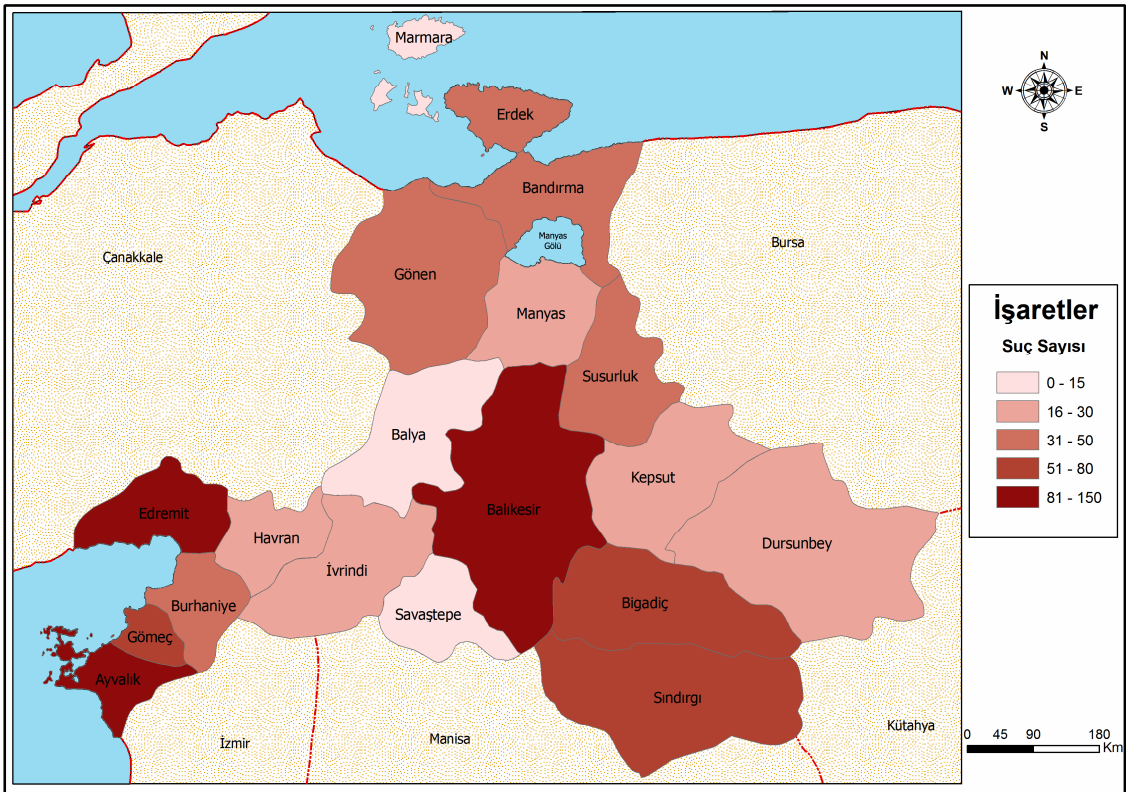 Marmara
Erdek
Bandırma
Manyas
Gölü
Bursa
Çanakkale
Gönen
Manyas
Susurluk
Balya
Kepsut
Edremit
Balıkesir
Havran
Dursunbey
İvrindi
Burhaniye
Savaştepe
Bigadiç
Gömeç
Ayvalık
Sındırgı
Kütahya
İzmir
Manisa
N
W
E
S
İşaretler
Suç Sayısı
0 - 15
16 - 30
31 - 50
51 - 80
81 - 150
0 45 90 180
Km